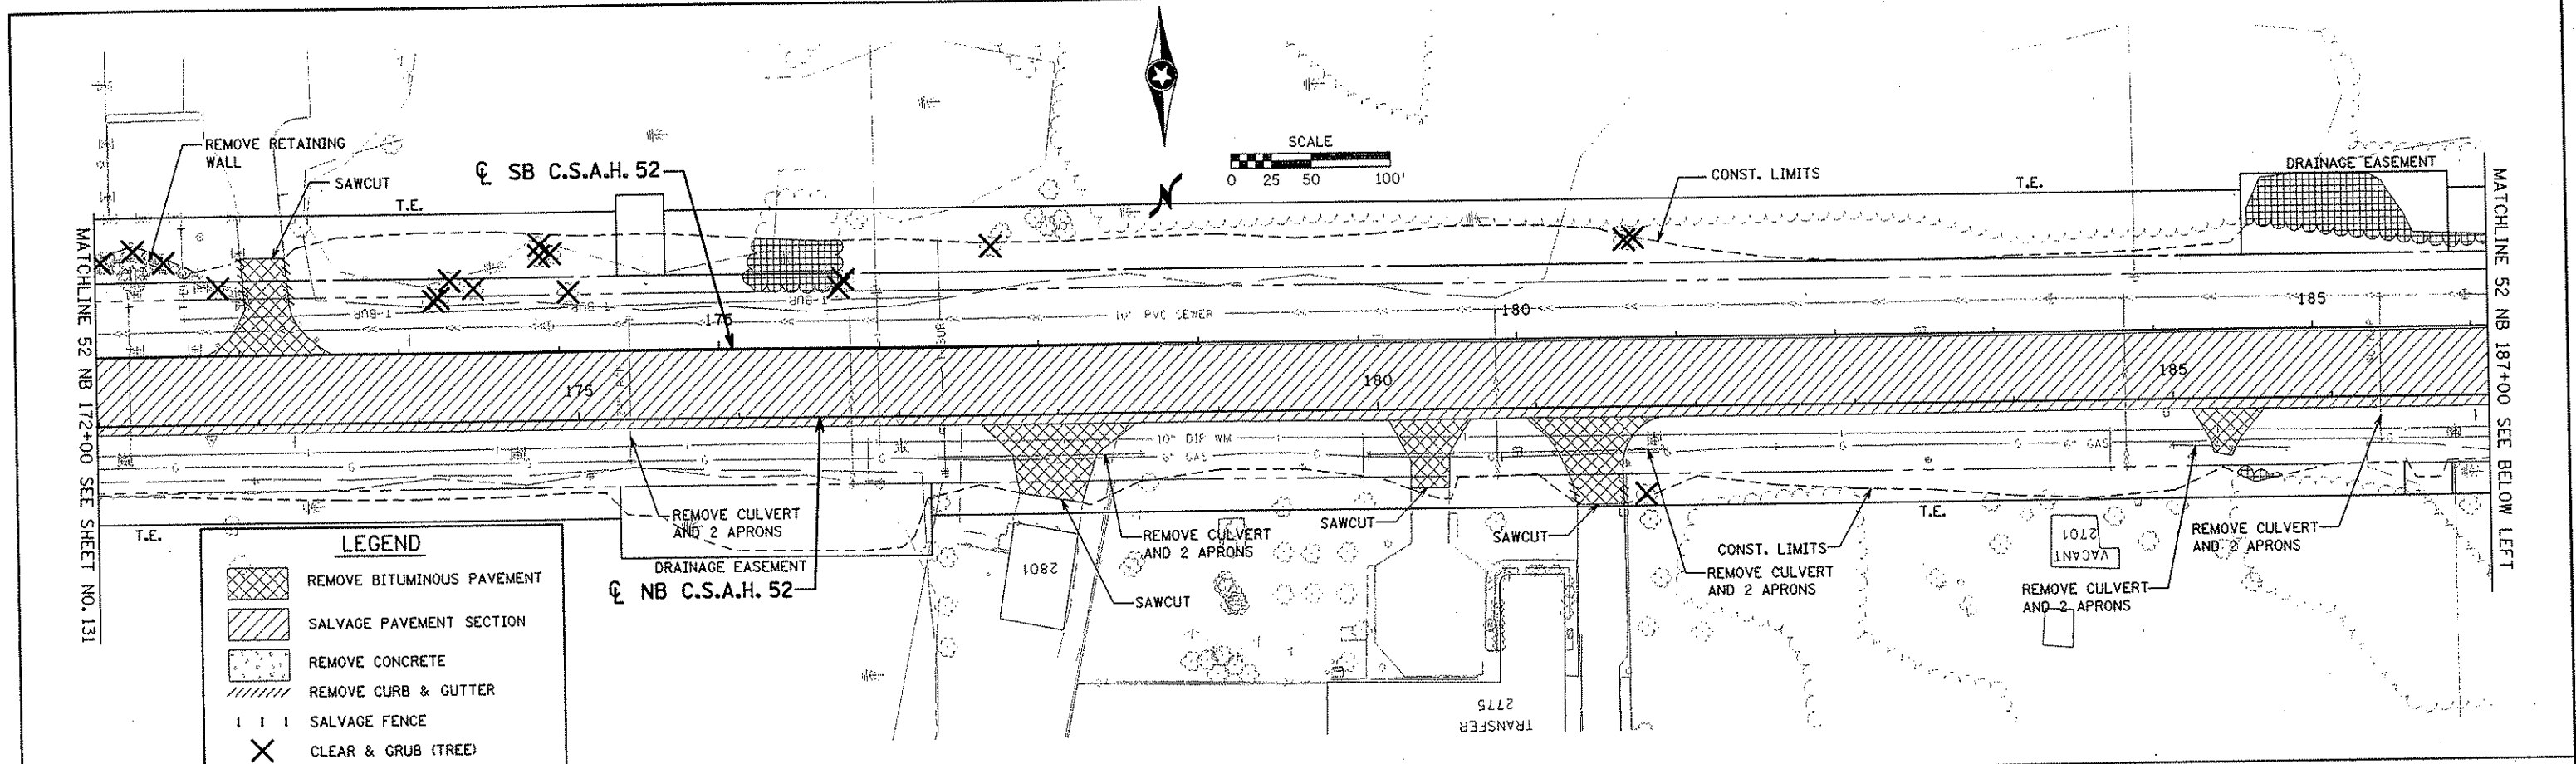 SCALE
0 25 50 100'
DRAINAGE EASEMENT
REMOVE RETAINING
WALL
SAWCUT
℄ SB C.S.A.H. 52
CONST. LIMITS
T.E.
T.E.
MATCHLINE 52 NB 172+00 SEE SHEET NO. 131
MATCHLINE 52 NB 187+00 SEE BELOW LEFT
T-BUR
T-BUR
T-BUR
175
10" PVC SEWER
180
185
175
180
185
10" DIP WM
6" GAS
6" GAS
G G G G G G G G
REMOVE CULVERT
AND 2 APRONS
DRAINAGE EASEMENT
℄ NB C.S.A.H. 52
REMOVE CULVERT
AND 2 APRONS
SAWCUT
2801
SAWCUT
SAWCUT
CONST. LIMITS
REMOVE CULVERT
AND 2 APRONS
T.E.
2701
VACANT
REMOVE CULVERT
AND 2 APRONS
REMOVE CULVERT
AND 2 APRONS
2775
TRANSFER
T.E.
LEGEND
REMOVE BITUMINOUS PAVEMENT
SALVAGE PAVEMENT SECTION
REMOVE CONCRETE
REMOVE CURB & GUTTER
SALVAGE FENCE
CLEAR & GRUB (TREE)